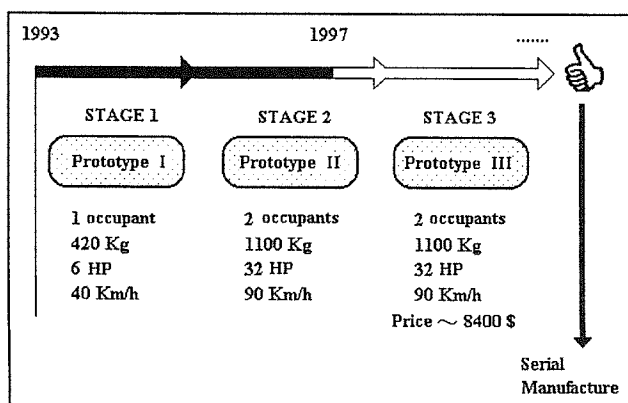 1993 1997 .......
STAGE 1 STAGE 2 STAGE 3
Prototype I Prototype II Prototype III
1 occupant 2 occupants 2 occupants
420 Kg 1100 Kg 1100 Kg
6 HP 32 HP 32 HP
40 Km/h 90 Km/h 90 Km/h
Price ~ 8400 $
Serial
Manufacture